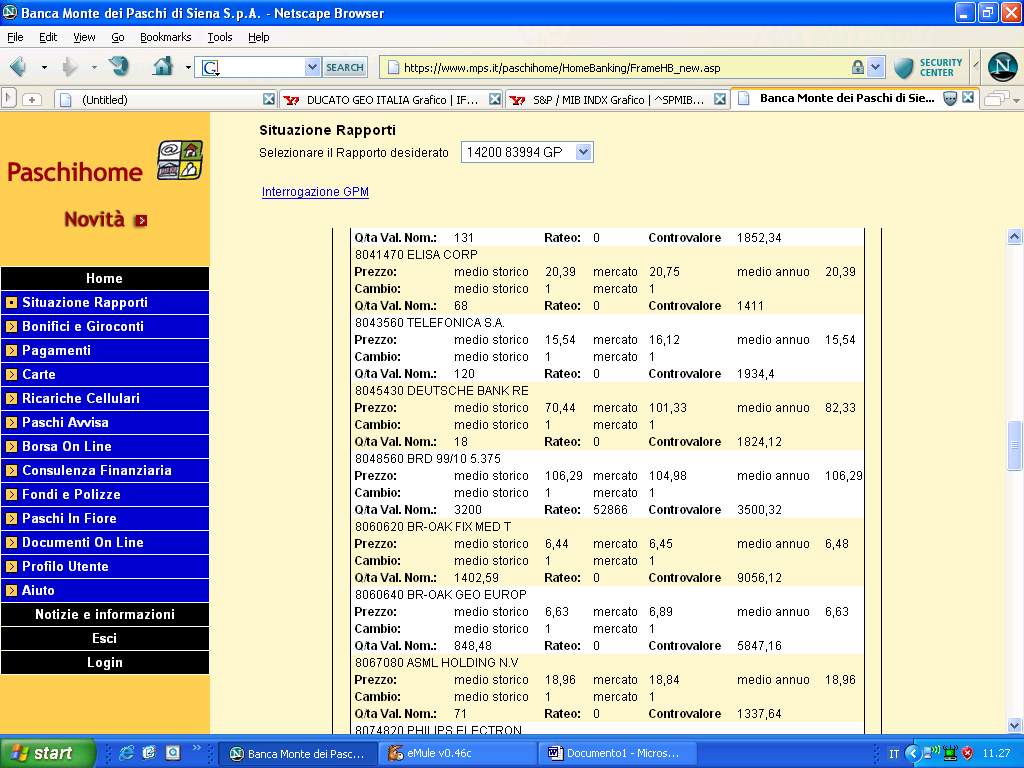 Banca Monte dei Paschi di Siena S.p.A. - Netscape Browser
File Edit View Go Bookmarks Tools Help
SEARCH https://www.mps.it/paschihome/HomeBanking/FrameHB_new.asp SECURITY CENTER
(Untitled) DUCATO GEO ITALIA Grafico | IF... S&P / MIB INDX Grafico | ^SPMIB... Banca Monte dei Paschi di Sie...
Paschihome
Novità
Home
Situazione Rapporti
Bonifici e Giroconti
Pagamenti
Carte
Ricariche Cellulari
Paschi Avvisa
Borsa On Line
Consulenza Finanziaria
Fondi e Polizze
Paschi In Fiore
Documenti On Line
Profilo Utente
Aiuto
Notizie e informazioni
Esci
Login
Situazione Rapporti
Selezionare il Rapporto desiderato 14200 83994 GP
Interrogazione GPM
Q/ta Val. Nom.: 131 Rateo: 0 Controvalore 1852,34
8041470 ELISA CORP
Prezzo: medio storico 20,39 mercato 20,75 medio annuo 20,39
Cambio: medio storico 1 mercato 1
Q/ta Val. Nom.: 68 Rateo: 0 Controvalore 1411
8043560 TELEFONICA S.A.
Prezzo: medio storico 15,54 mercato 16,12 medio annuo 15,54
Cambio: medio storico 1 mercato 1
Q/ta Val. Nom.: 120 Rateo: 0 Controvalore 1934,4
8045430 DEUTSCHE BANK RE
Prezzo: medio storico 70,44 mercato 101,33 medio annuo 82,33
Cambio: medio storico 1 mercato 1
Q/ta Val. Nom.: 18 Rateo: 0 Controvalore 1824,12
8048560 BRD 99/10 5.375
Prezzo: medio storico 106,29 mercato 104,98 medio annuo 106,29
Cambio: medio storico 1 mercato 1
Q/ta Val. Nom.: 3200 Rateo: 52866 Controvalore 3500,32
8060620 BR-OAK FIX MED T
Prezzo: medio storico 6,44 mercato 6,45 medio annuo 6,48
Cambio: medio storico 1 mercato 1
Q/ta Val. Nom.: 1402,59 Rateo: 0 Controvalore 9056,12
8060640 BR-OAK GEO EUROP
Prezzo: medio storico 6,63 mercato 6,89 medio annuo 6,63
Cambio: medio storico 1 mercato 1
Q/ta Val. Nom.: 848,48 Rateo: 0 Controvalore 5847,16
8067080 ASML HOLDING N.V
Prezzo: medio storico 18,96 mercato 18,84 medio annuo 18,96
Cambio: medio storico 1 mercato 1
Q/ta Val. Nom.: 71 Rateo: 0 Controvalore 1337,64
8074820 PHILIPS ELECTRON
start Banca Monte dei Pasc... eMule v0.46c Documento1 - Micros... IT 11.27